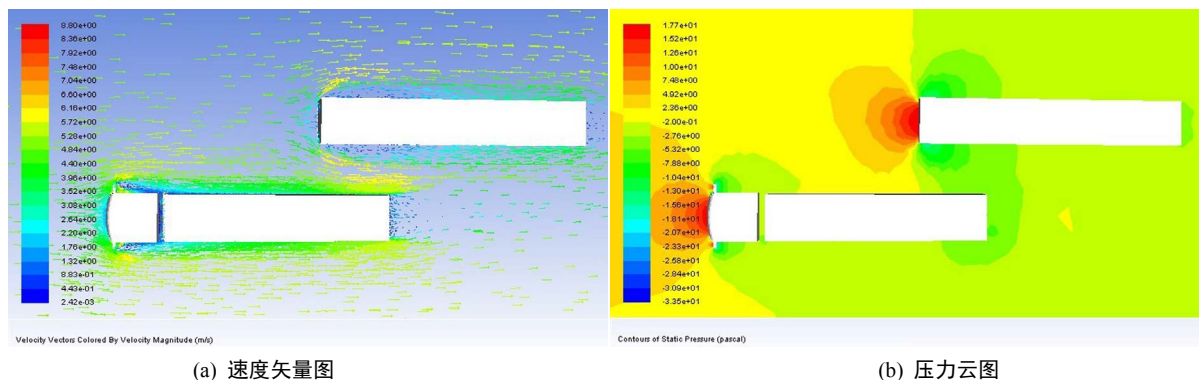 8.80e+00
8.36e+00
7.92e+00
7.48e+00
7.04e+00
6.60e+00
6.16e+00
5.72e+00
5.28e+00
4.84e+00
4.40e+00
3.96e+00
3.52e+00
3.08e+00
2.64e+00
2.20e+00
1.76e+00
1.32e+00
8.83e-01
4.43e-01
2.42e-03
Velocity Vectors Colored By Velocity Magnitude (m/s)
(a) 速度矢量图
1.77e+01
1.52e+01
1.26e+01
1.00e+01
7.48e+00
4.92e+00
2.36e+00
-2.00e-01
-2.76e+00
-5.32e+00
-7.88e+00
-1.04e+01
-1.30e+01
-1.56e+01
-1.81e+01
-2.07e+01
-2.33e+01
-2.58e+01
-2.84e+01
-3.09e+01
-3.35e+01
Contours of Static Pressure (pascal)
(b) 压力云图